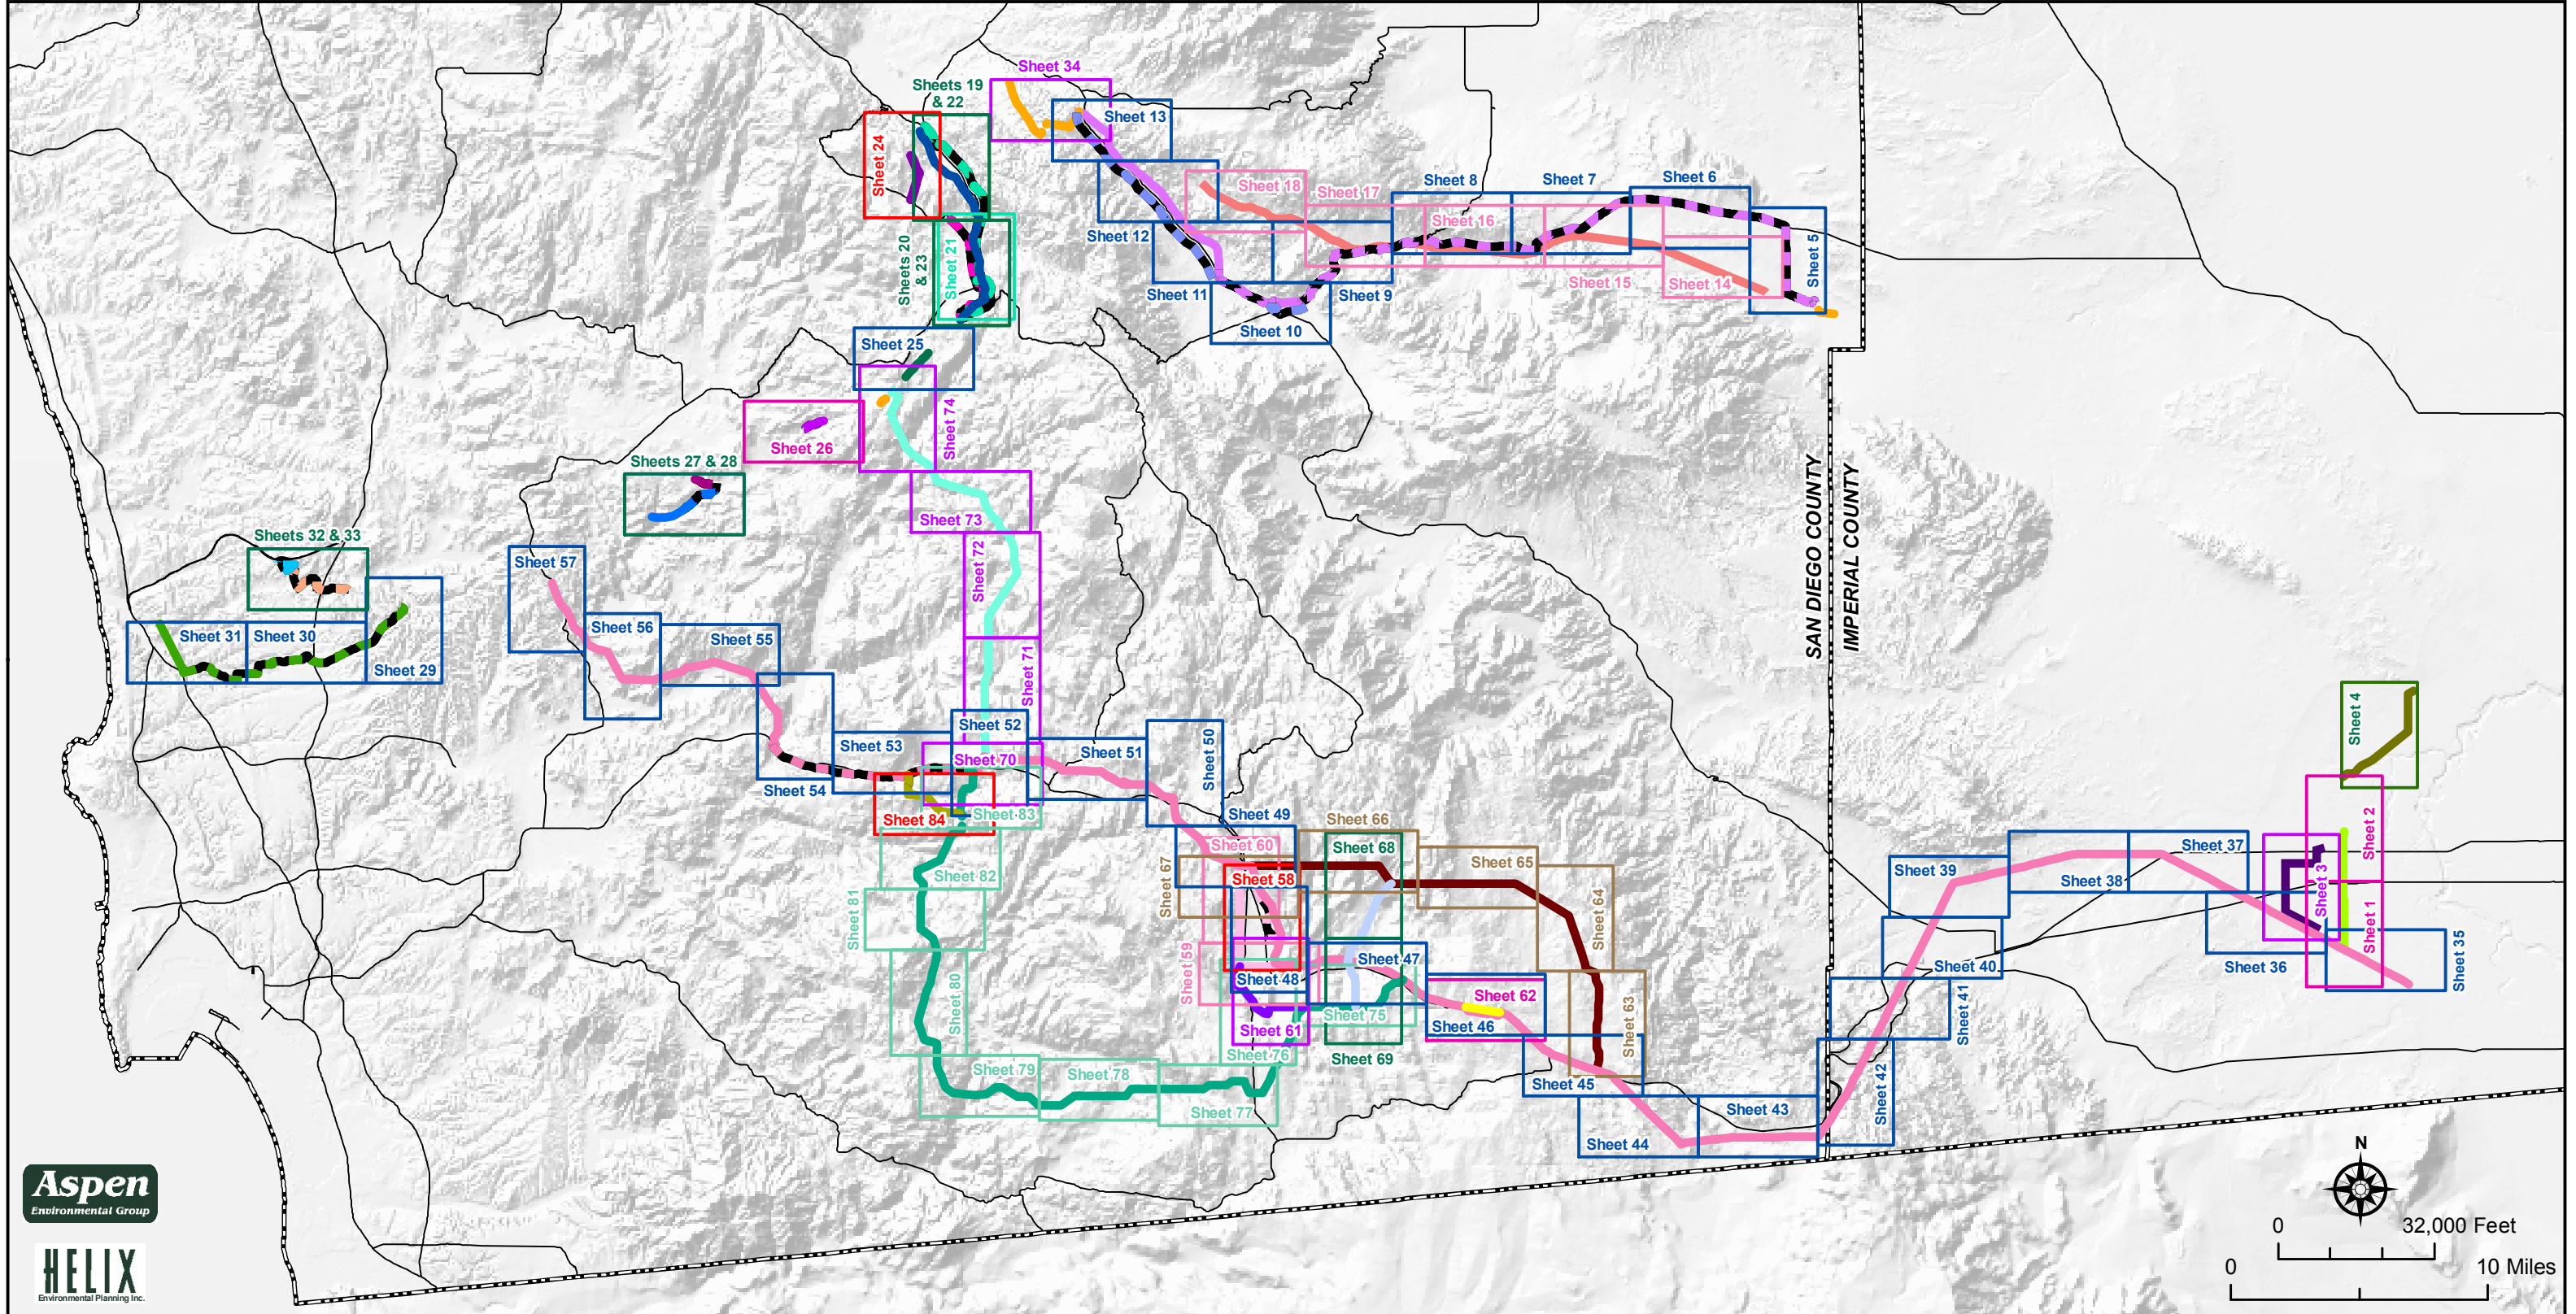 Sheet 34
Sheets 19
& 22
Sheet 13
Sheet 24
Sheet 18
Sheet 17
Sheet 8
Sheet 7
Sheet 6
Sheet 16
Sheet 12
Sheets 20
& 23
Sheet 21
Sheet 5
Sheet 11
Sheet 9
Sheet 15
Sheet 14
Sheet 10
Sheet 25
Sheet 74
Sheet 26
Sheets 27 & 28
Sheet 73
SAN DIEGO COUNTY
IMPERIAL COUNTY
Sheets 32 & 33
Sheet 57
Sheet 72
Sheet 31
Sheet 30
Sheet 29
Sheet 56
Sheet 55
Sheet 71
Sheet 4
Sheet 52
Sheet 53
Sheet 51
Sheet 50
Sheet 70
Sheet 54
Sheet 84
Sheet 83
Sheet 49
Sheet 66
Sheet 60
Sheet 68
Sheet 65
Sheet 67
Sheet 58
Sheet 64
Sheet 82
Sheet 81
Sheet 39
Sheet 38
Sheet 37
Sheet 2
Sheet 3
Sheet 1
Sheet 35
Sheet 36
Sheet 40
Sheet 41
Sheet 80
Sheet 59
Sheet 48
Sheet 47
Sheet 62
Sheet 46
Sheet 63
Sheet 75
Sheet 61
Sheet 76
Sheet 69
Sheet 79
Sheet 78
Sheet 77
Sheet 45
Sheet 42
Sheet 43
Sheet 44
N
0 32,000 Feet
0 10 Miles
Aspen
Environmental Group
HELIX
Environmental Planning Inc.